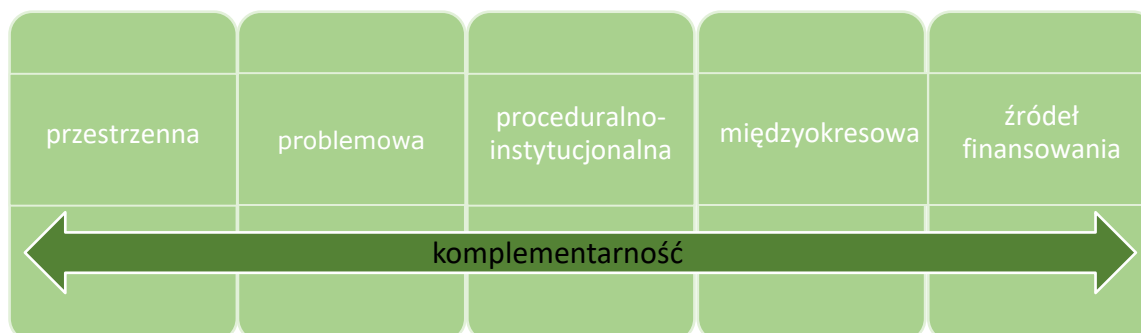 przestrzenna
problemowa
proceduralno-
instytucjonalna
międzyokresowa
źródeł
finansowania
komplementarność